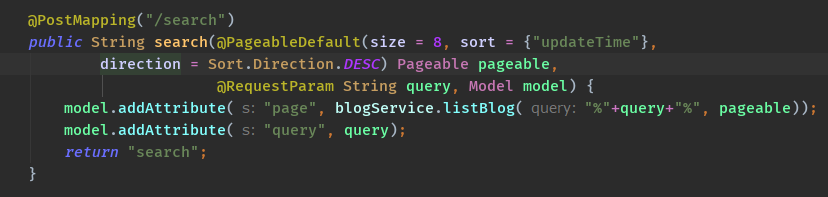 @PostMapping("/search")
public String search(@PageableDefault(size = 8, sort = {"updateTime"},
direction = Sort.Direction.DESC) Pageable pageable,
@RequestParam String query, Model model) {
model.addAttribute( s: "page", blogService.listBlog( query: "%"+query+"%", pageable));
model.addAttribute( s: "query", query);
return "search";
}